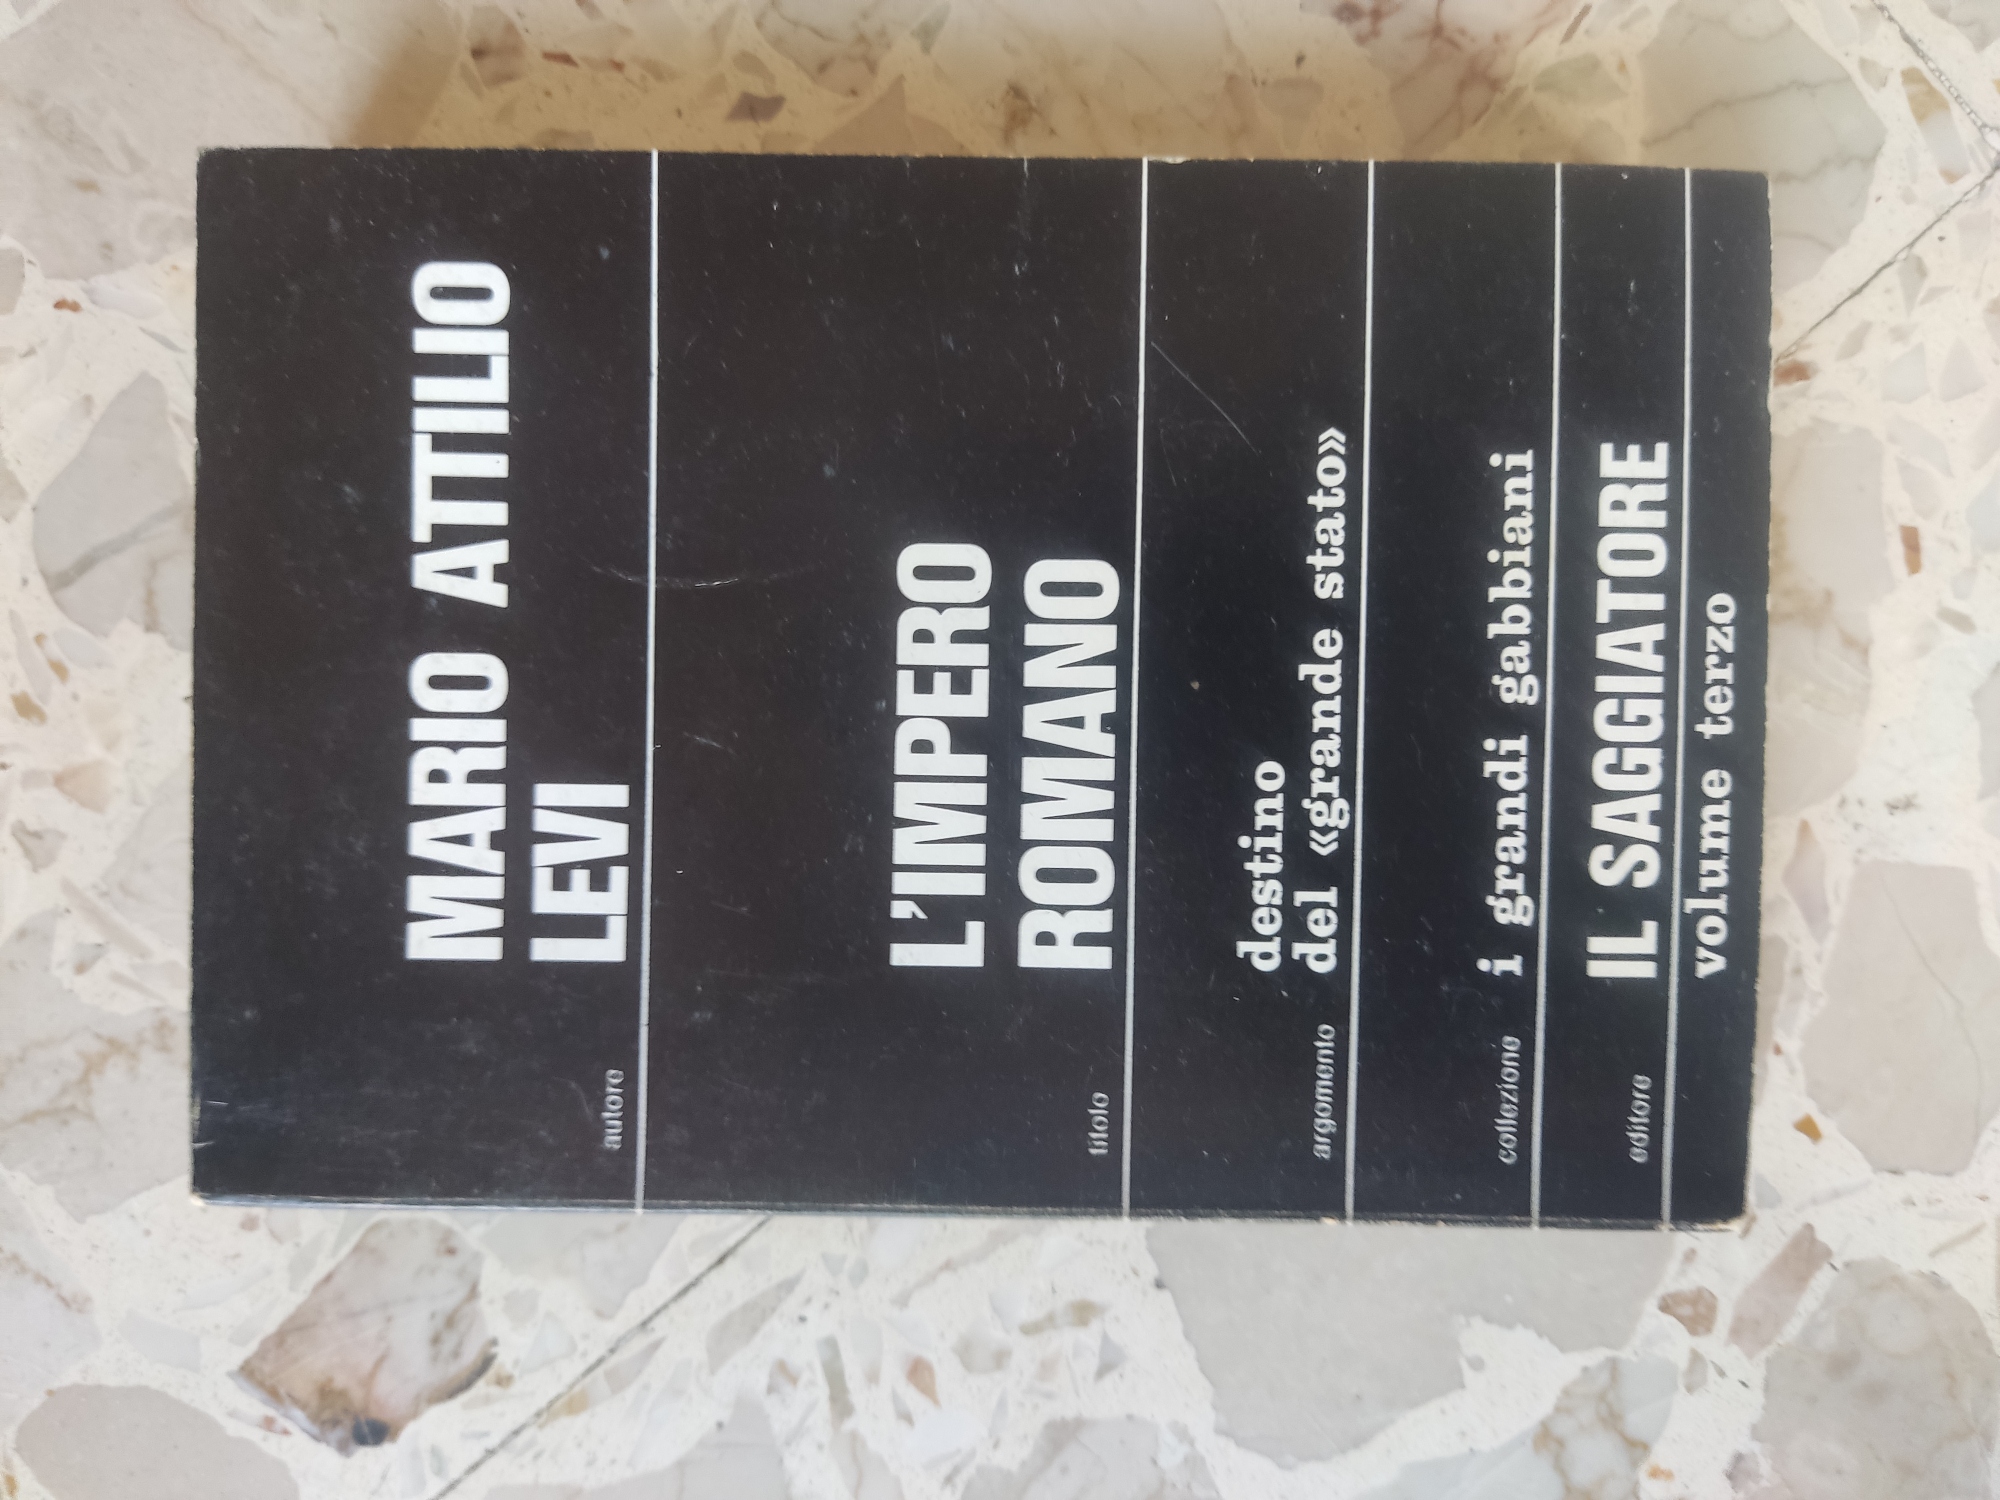 MARIO ATTILIO
LEVI
autore
L'IMPERO
ROMANO
titolo
destino
argomento del «grande stato»
collezione i grandi gabbiani
editore IL SAGGIATORE
volume terzo